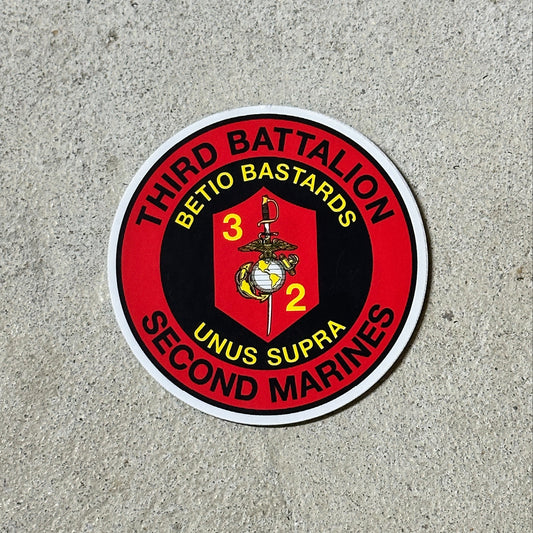 THIRD BATTALION
BETIO BASTARDS
3
2
UNUS SUPRA
SECOND MARINES